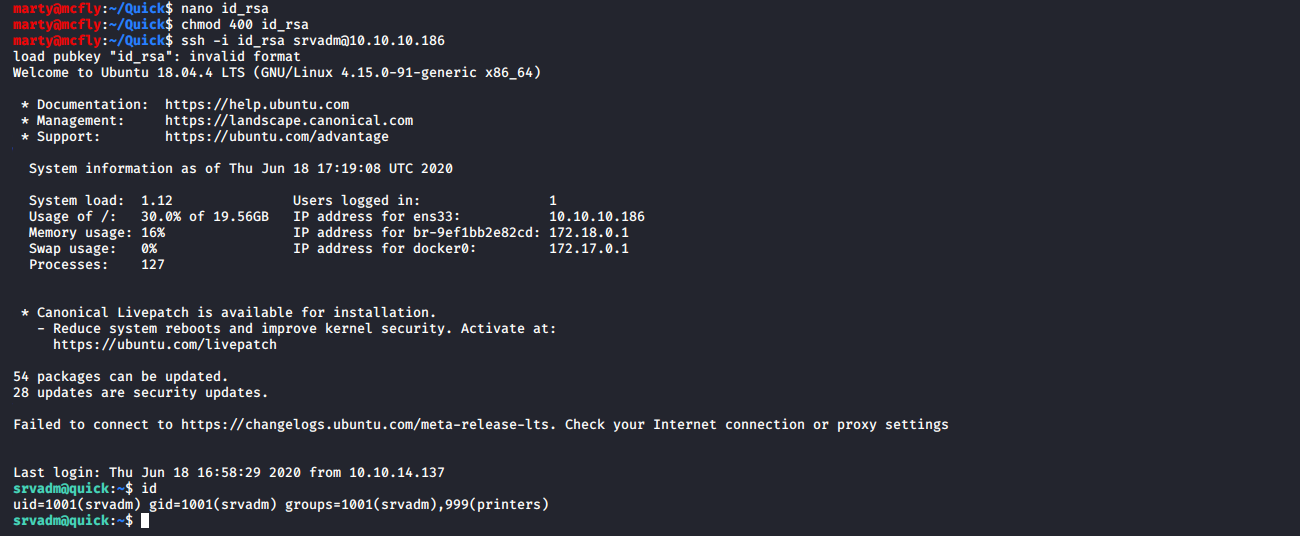 marty@mcfly:~/Quick$ nano id_rsa
marty@mcfly:~/Quick$ chmod 400 id_rsa
marty@mcfly:~/Quick$ ssh -i id_rsa srvadm@10.10.10.186
load pubkey "id_rsa": invalid format
Welcome to Ubuntu 18.04.4 LTS (GNU/Linux 4.15.0-91-generic x86_64)
* Documentation:  https://help.ubuntu.com
* Management:     https://landscape.canonical.com
* Support:        https://ubuntu.com/advantage
System information as of Thu Jun 18 17:19:08 UTC 2020
System load:  1.12               Users logged in:                1
Usage of /:   30.0% of 19.56GB   IP address for ens33:           10.10.10.186
Memory usage: 16%                IP address for br-9ef1bb2e82cd: 172.18.0.1
Swap usage:   0%                 IP address for docker0:         172.17.0.1
Processes:    127
* Canonical Livepatch is available for installation.
- Reduce system reboots and improve kernel security. Activate at:
https://ubuntu.com/livepatch
54 packages can be updated.
28 updates are security updates.
Failed to connect to https://changelogs.ubuntu.com/meta-release-lts. Check your Internet connection or proxy settings
Last login: Thu Jun 18 16:58:29 2020 from 10.10.14.137
srvadm@quick:~$ id
uid=1001(srvadm) gid=1001(srvadm) groups=1001(srvadm),999(printers)
srvadm@quick:~$